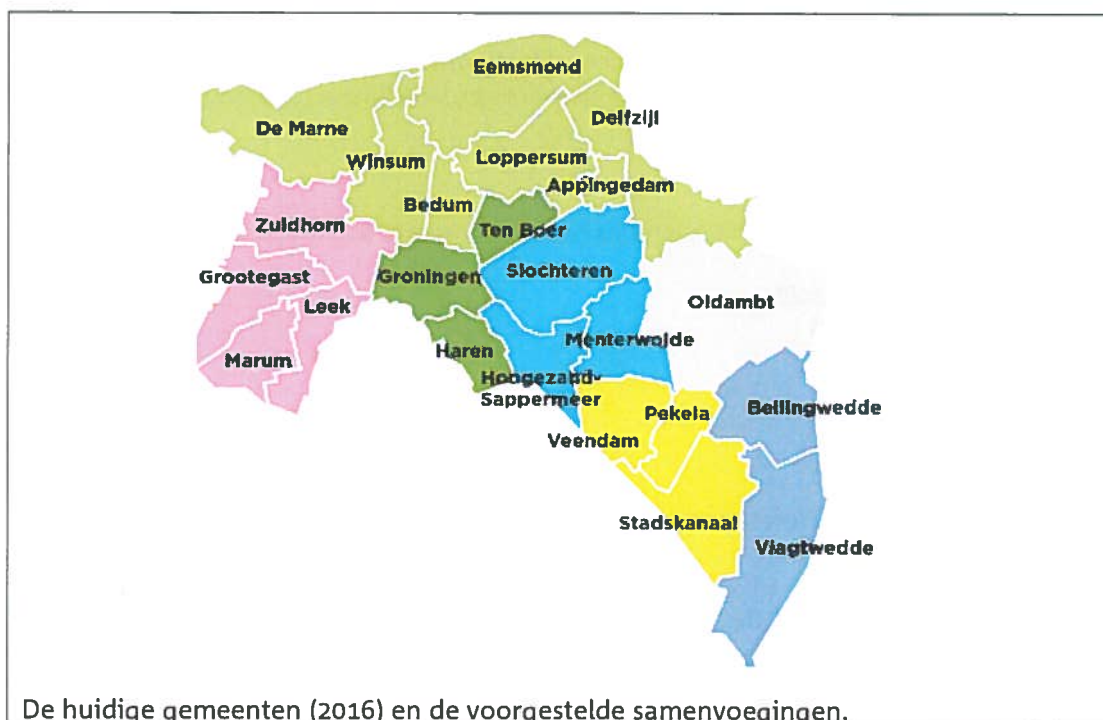 Eemsmond
Delfzijl
De Marne
Winsum
Loppersum
Appingedam
Bedum
Zuidhorn
Ten Boer
Grootegast
Groningen
Slochteren
Leek
Oldambt
Marum
Haren
Menterwolde
Hoogezand-
Sappermeer
Pekela
Bellingwedde
Veendam
Stadskanaal
Vlagtwedde
De huidige gemeenten (2016) en de voorgestelde samenvoegingen.